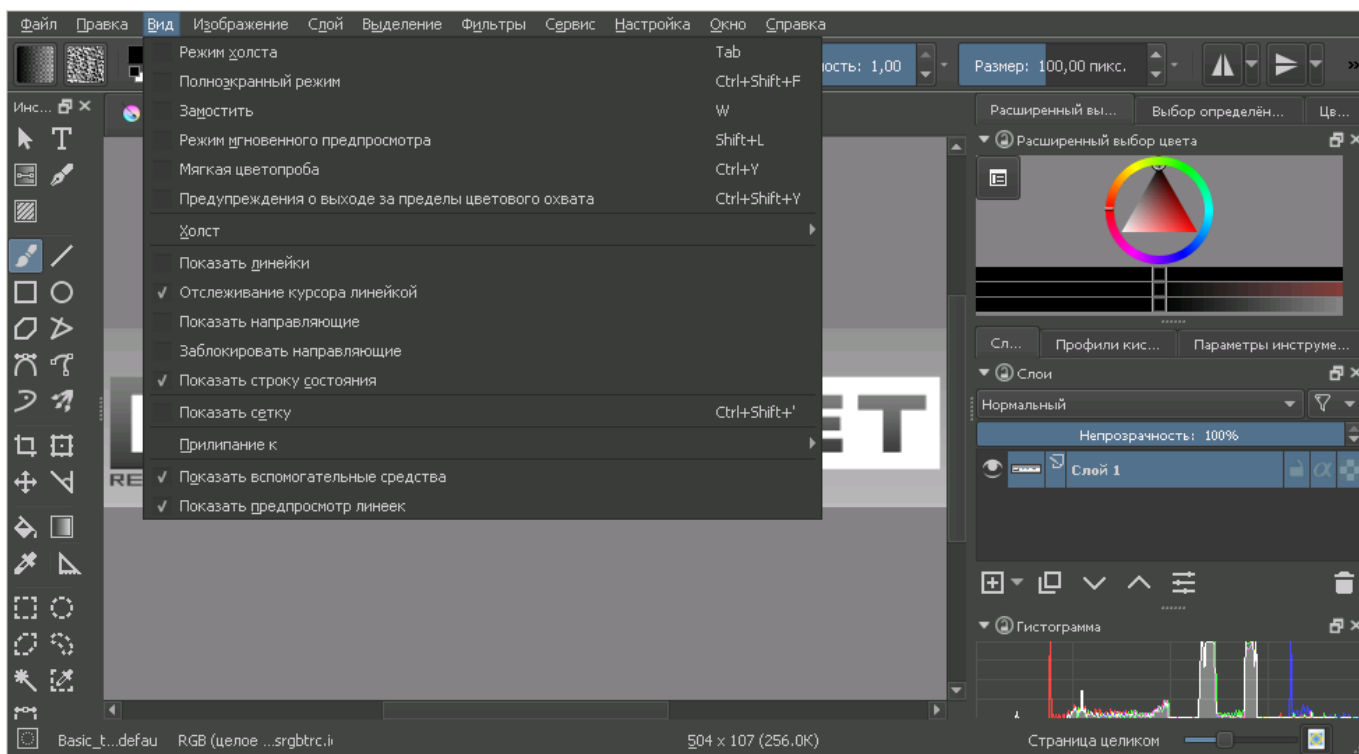 Файл Правка Вид Изображение Слой Выделение Фильтры Сервис Настройка Окно Справка
Режим холста Tab
Полноэкранный режим Ctrl+Shift+F
Замостить W
Режим мгновенного предпросмотра Shift+L
Мягкая цветопроба Ctrl+Y
Предупреждения о выходе за пределы цветового охвата Ctrl+Shift+Y
Холст
Показать линейки
✓ Отслеживание курсора линейкой
Показать направляющие
Заблокировать направляющие
✓ Показать строку состояния
Показать сетку Ctrl+Shift+'
Прилипание к
✓ Показать вспомогательные средства
✓ Показать предпросмотр линеек
ность: 1,00 Размер: 100,00 пикс. »
Инс...
ET
RE
Расширенный вы... Выбор определён... Цв...
Расширенный выбор цвета
Сл... Профили кис... Параметры инструме...
Слои
Нормальный
Непрозрачность: 100%
Слой 1
Гистограмма
Basic_t...defau RGB (целое ...srgbtrc.i 504 x 107 (256.0K) Страница целиком